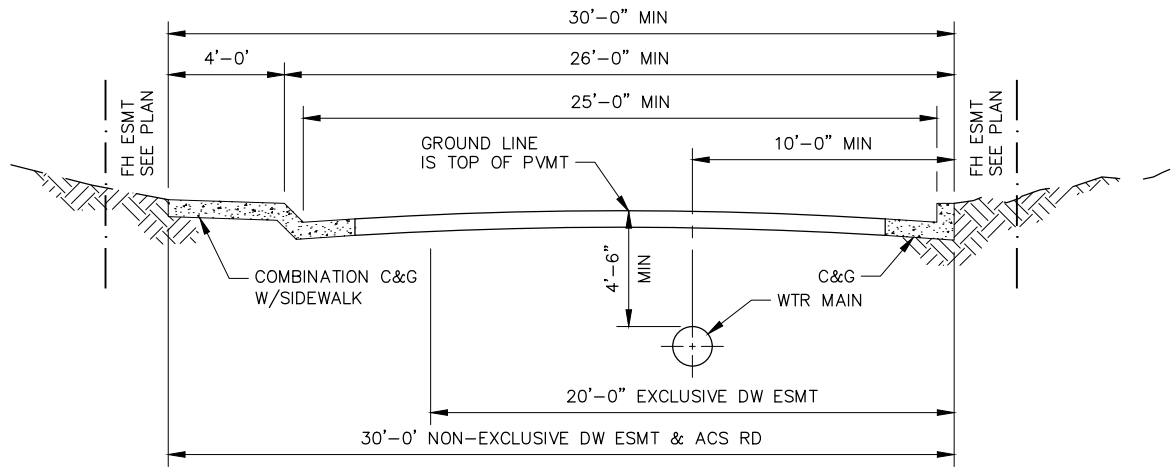 30'-0" MIN
4'-0'
26'-0" MIN
25'-0" MIN
FH ESMT
SEE PLAN
GROUND LINE
IS TOP OF PVMT
10'-0" MIN
FH ESMT
SEE PLAN
COMBINATION C&G
W/SIDEWALK
4'-6"
MIN
C&G
WTR MAIN
20'-0" EXCLUSIVE DW ESMT
30'-0' NON-EXCLUSIVE DW ESMT & ACS RD